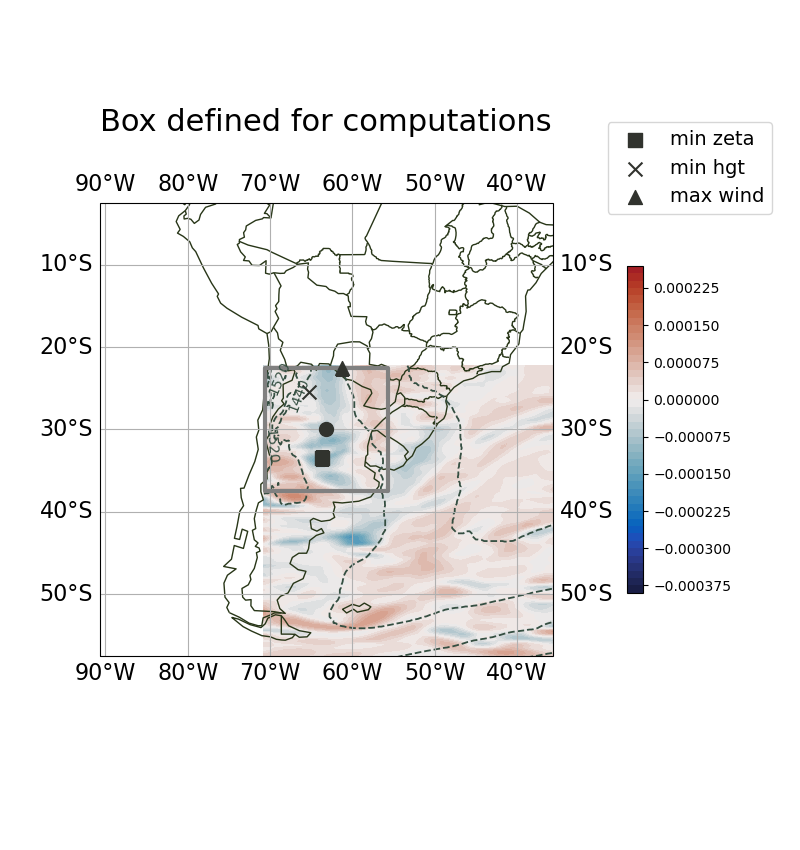 Box defined for computations
min zeta
min hgt
max wind
90°W 80°W 70°W 60°W 50°W 40°W
10°S 10°S
20°S 20°S
30°S 30°S
40°S 40°S
50°S 50°S
90°W 80°W 70°W 60°W 50°W 40°W
1520
1440
0.000225
0.000150
0.000075
0.000000
−0.000075
−0.000150
−0.000225
−0.000300
−0.000375